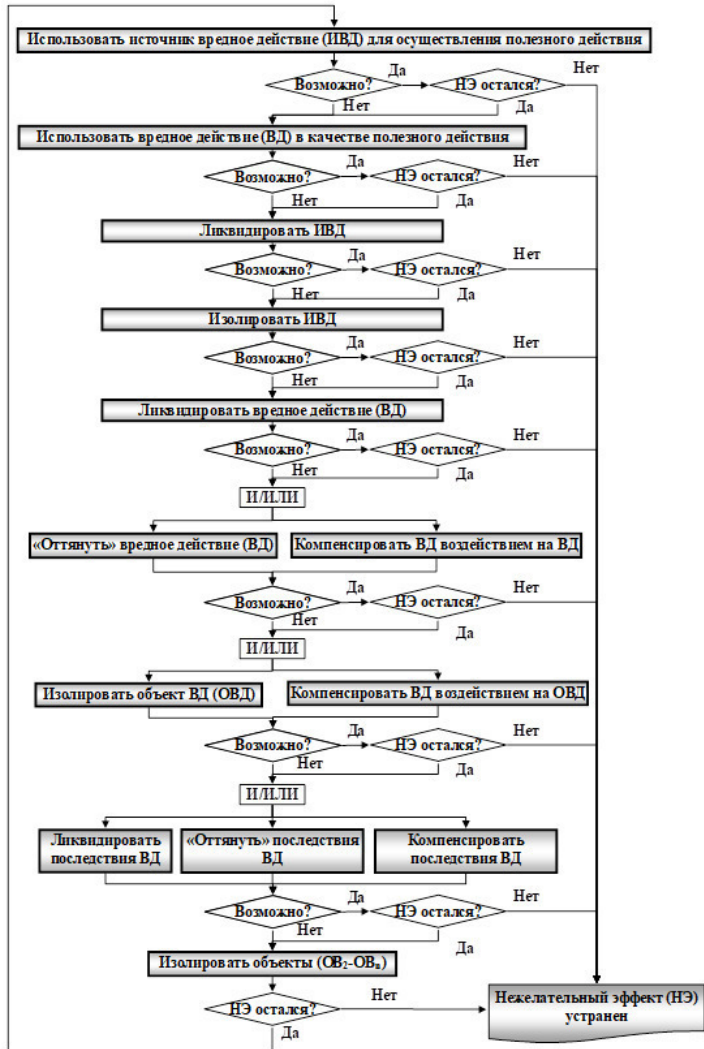 Использовать источник вредное действие (ИВД) для осуществления полезного действия
Возможно?
Да
НЭ остался?
Нет
Нет
Да
Использовать вредное действие (ВД) в качестве полезного действия
Возможно?
Да
НЭ остался?
Нет
Нет
Да
Ликвидировать ИВД
Возможно?
Да
НЭ остался?
Нет
Нет
Да
Изолировать ИВД
Возможно?
Да
НЭ остался?
Нет
Нет
Да
Ликвидировать вредное действие (ВД)
Возможно?
Да
НЭ остался?
Нет
Нет
Да
И/ИЛИ
«Оттянуть» вредное действие (ВД)
Компенсировать ВД воздействием на ВД
Возможно?
Да
НЭ остался?
Нет
Нет
Да
И/ИЛИ
Изолировать объект ВД (ОВД)
Компенсировать ВД воздействием на ОВД
Возможно?
Да
НЭ остался?
Нет
Нет
Да
И/ИЛИ
Ликвидировать
последствия ВД
«Оттянуть» последствия
ВД
Компенсировать
последствия ВД
Возможно?
Да
НЭ остался?
Нет
Нет
Да
Изолировать объекты (ОВ₂-ОВₙ)
НЭ остался?
Нет
Да
Нежелательный эффект (НЭ)
устранен